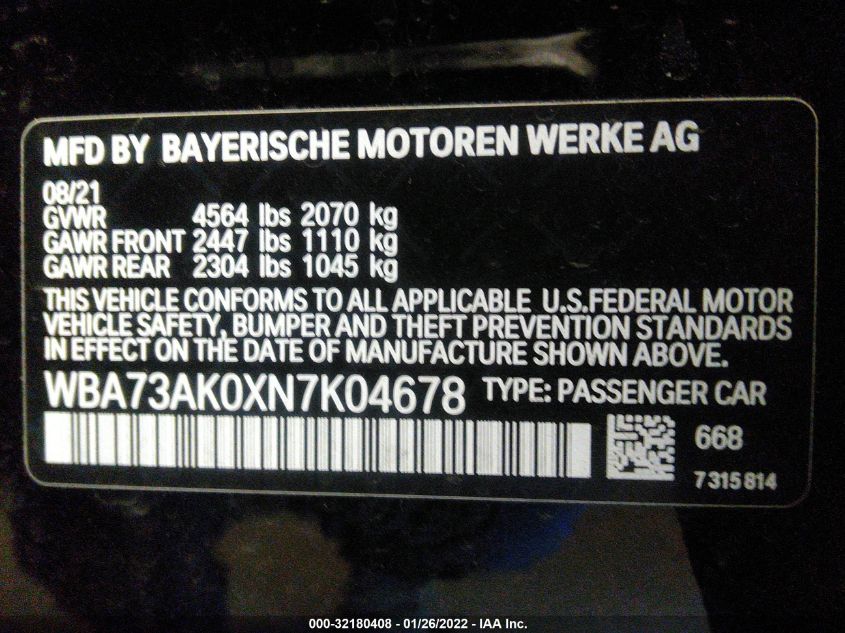 MFD BY BAYERISCHE MOTOREN WERKE AG
08/21
GVWR 4564 lbs 2070 kg
GAWR FRONT 2447 lbs 1110 kg
GAWR REAR 2304 lbs 1045 kg
THIS VEHICLE CONFORMS TO ALL APPLICABLE U.S.FEDERAL MOTOR
VEHICLE SAFETY, BUMPER AND THEFT PREVENTION STANDARDS
IN EFFECT ON THE DATE OF MANUFACTURE SHOWN ABOVE.
WBA73AK0XN7K04678 TYPE: PASSENGER CAR
668
7315814
000-32180408 - 01/26/2022 - IAA Inc.